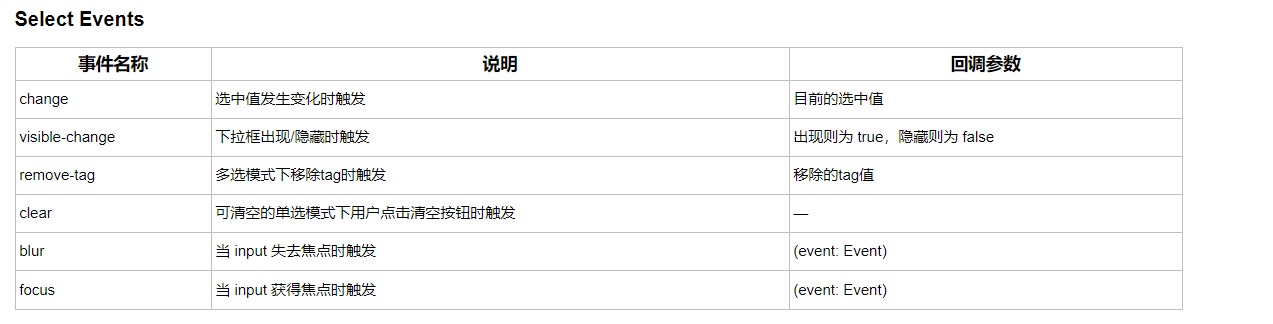 Select Events
事件名称 说明 回调参数
change 选中值发生变化时触发 目前的选中值
visible-change 下拉框出现/隐藏时触发 出现则为 true，隐藏则为 false
remove-tag 多选模式下移除tag时触发 移除的tag值
clear 可清空的单选模式下用户点击清空按钮时触发 —
blur 当 input 失去焦点时触发 (event: Event)
focus 当 input 获得焦点时触发 (event: Event)